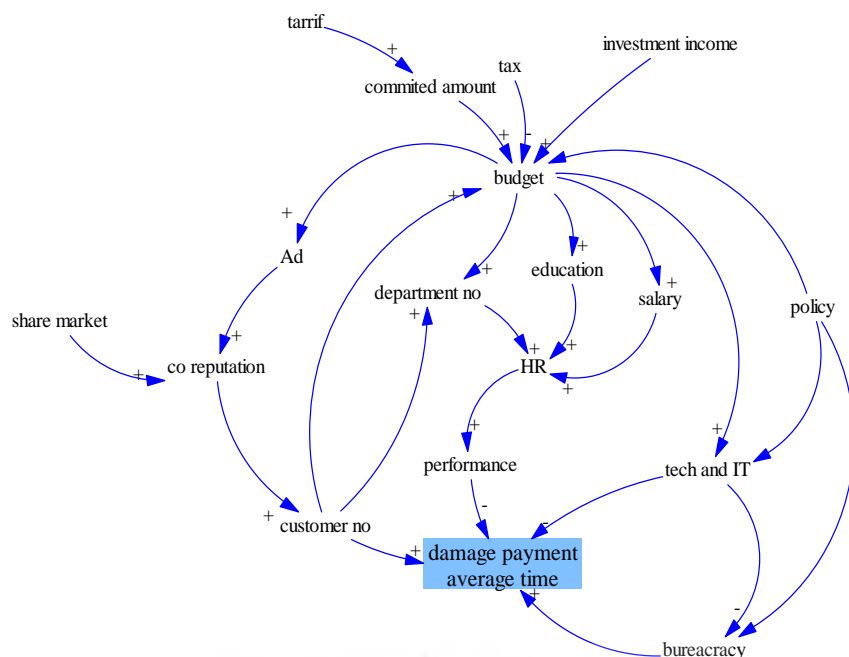 tarrif
investment income
tax
commited amount
+
+
-
+
budget
+
+
Ad
+
education
+
+
department no
salary
policy
share market
+
+
+
co reputation
+
+
HR
+
+
+
performance
tech and IT
+
customer no
-
-
+
damage payment
average time
+
-
bureacracy